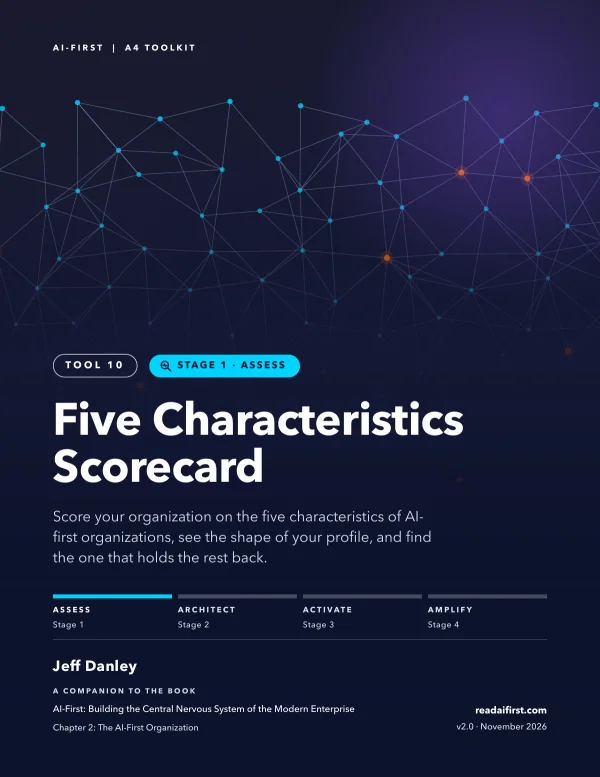 AI-FIRST | A4 TOOLKIT
TOOL 10
STAGE 1 · ASSESS
Five Characteristics
Scorecard
Score your organization on the five characteristics of AI-
first organizations, see the shape of your profile, and find
the one that holds the rest back.
ASSESS
Stage 1
ARCHITECT
Stage 2
ACTIVATE
Stage 3
AMPLIFY
Stage 4
Jeff Danley
A COMPANION TO THE BOOK
AI-First: Building the Central Nervous System of the Modern Enterprise
Chapter 2: The AI-First Organization
readaifirst.com
v2.0 · November 2026